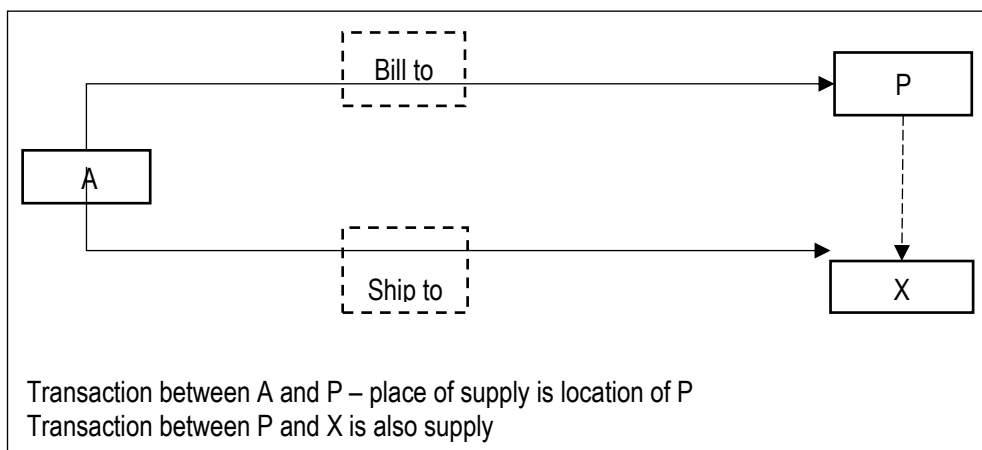 Bill to
P
A
Ship to
X
Transaction between A and P – place of supply is location of P
Transaction between P and X is also supply